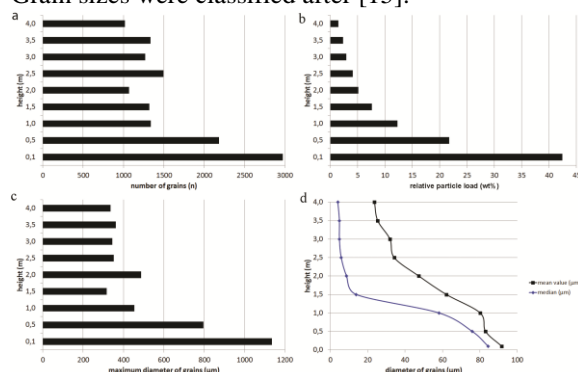 Grain sizes were classified after [15].
a
4,0
3,5
3,0
2,5
2,0
1,5
1,0
0,5
0,1
height (m)
0 500 1000 1500 2000 2500 3000
number of grains (n)
b
4,0
3,5
3,0
2,5
2,0
1,5
1,0
0,5
0,1
height (m)
0 5 10 15 20 25 30 35 40 45
relative particle load (wt%)
c
4,0
3,5
3,0
2,5
2,0
1,5
1,0
0,5
0,1
height (m)
0 200 400 600 800 1000 1200
maximum diameter of grains (µm)
d
4,0
3,5
3,0
2,5
2,0
1,5
1,0
0,5
0,0
height (m)
0 20 40 60 80 100
diameter of grains (µm)
mean value (µm
median (µm)